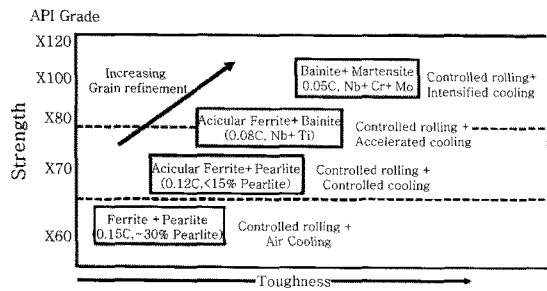 API Grade
X120
X100
X80
X70
X60
Strength
Increasing
Grain refinement
Bainite+ Martensite
0.05C, Nb+ Cr+ Mo
Controlled rolling+
Intensified cooling
Acicular Ferrite+ Bainite
(0.08C, Nb+ Ti)
Controlled rolling +
Accelerated cooling
Acicular Ferrite+ Pearlite
(0.12C,<15% Pearlite)
Controlled rolling +
Controlled cooling
Ferrite + Pearlite
(0.15C,~30% Pearlite)
Controlled rolling +
Air Cooling
Toughness